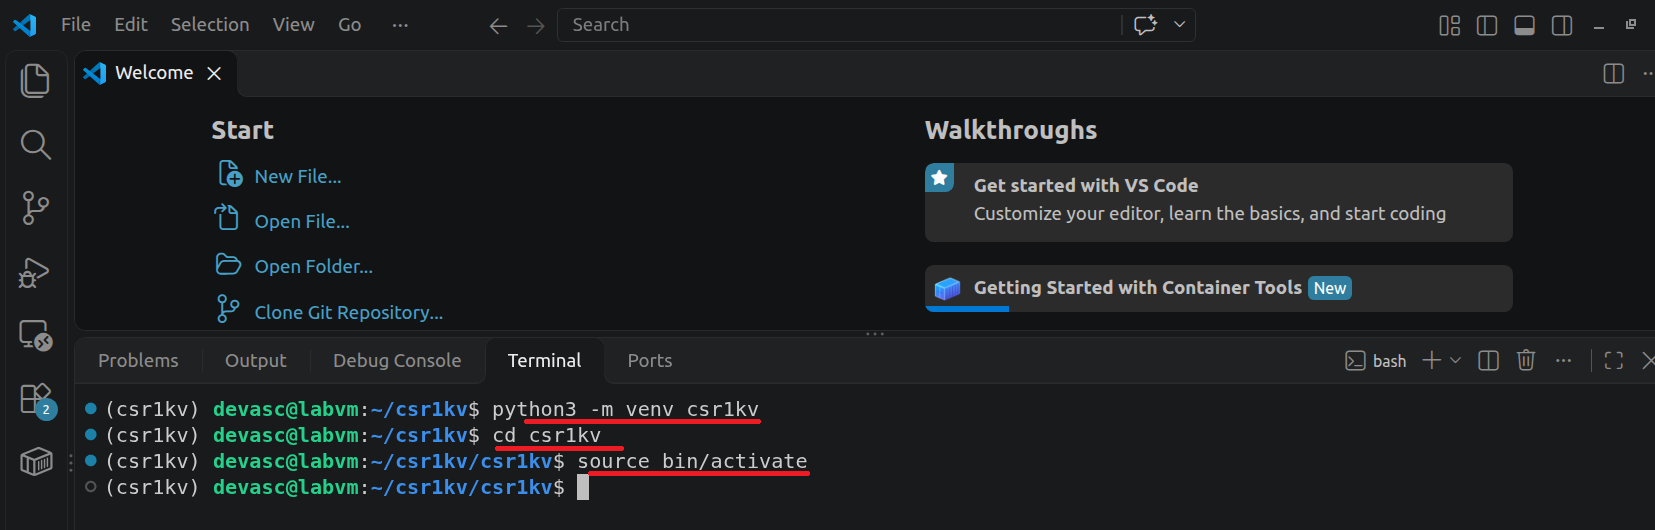 File Edit Selection View Go ··· Search
Welcome
Start
Walkthroughs
New File...
Get started with VS Code
Customize your editor, learn the basics, and start coding
Open File...
Open Folder...
Getting Started with Container Tools New
Clone Git Repository...
Problems Output Debug Console Terminal Ports bash
2
(csr1kv) devasc@labvm:~/csr1kv$ python3 -m venv csr1kv
(csr1kv) devasc@labvm:~/csr1kv$ cd csr1kv
(csr1kv) devasc@labvm:~/csr1kv/csr1kv$ source bin/activate
(csr1kv) devasc@labvm:~/csr1kv/csr1kv$